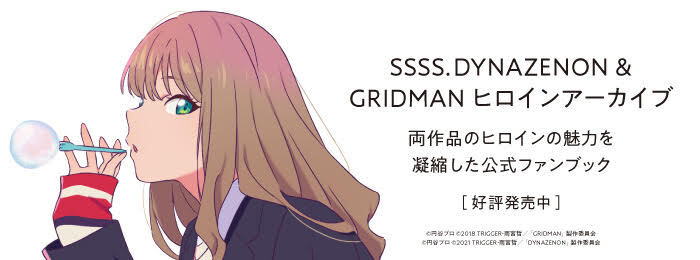 SSSS.DYNAZENON &
GRIDMAN ヒロインアーカイブ
両作品のヒロインの魅力を
凝縮した公式ファンブック
[ 好評発売中 ]
©円谷プロ ©2018 TRIGGER・雨宮哲／「GRIDMAN」製作委員会
©円谷プロ ©2021 TRIGGER・雨宮哲／「DYNAZENON」製作委員会